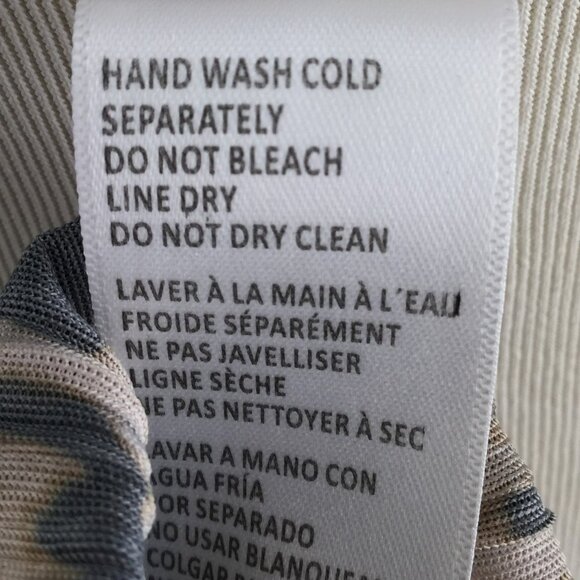 HAND WASH COLD
SEPARATELY
DO NOT BLEACH
LINE DRY
DO NOT DRY CLEAN
LAVER À LA MAIN À L'EAU
FROIDE SÉPARÉMENT
NE PAS JAVELLISER
LIGNE SÈCHE
NE PAS NETTOYER À SEC
LAVAR A MANO CON
AGUA FRÍA
POR SEPARADO
NO USAR
COLGAR